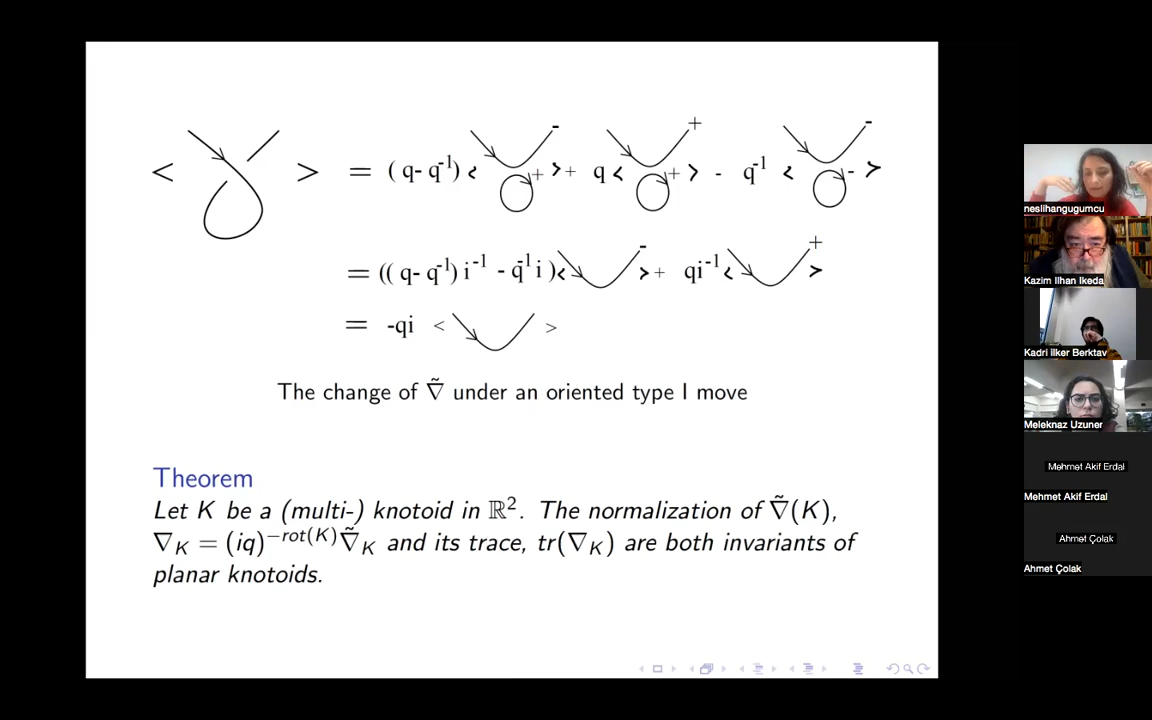 < > = ( q- q⁻¹) < - + > + q < + + > - q⁻¹ < - - >
= (( q- q⁻¹) i⁻¹ - q⁻¹ i ) < - > + qi⁻¹ < + >
= -qi < >
The change of ∇̃ under an oriented type I move
Theorem
Let K be a (multi-) knotoid in ℝ². The normalization of ∇̃(K),
∇_K = (iq)^{-rot(K)} ∇̃_K and its trace, tr(∇_K) are both invariants of
planar knotoids.
neslihangugumcu
Kazim Ilhan Ikeda
Kadri ilker Berktav
Meleknaz Uzuner
Mehmet Akif Erdal
Mehmet Akif Erdal
Ahmet Çolak
Ahmet Çolak